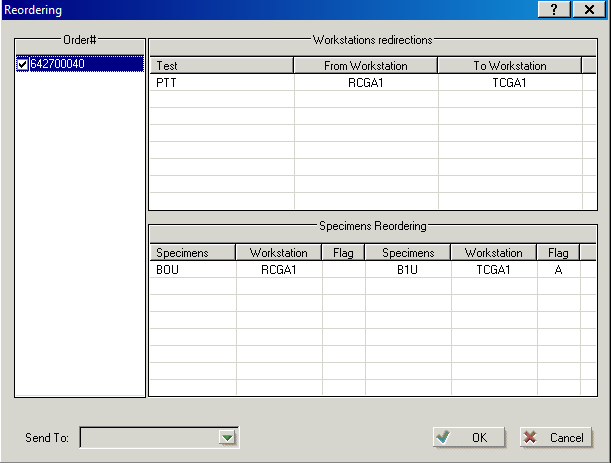 Reordering
? X
Order#
642700040
Workstations redirections
Test From Workstation To Workstation
PTT RCGA1 TCGA1
Specimens Reordering
Specimens Workstation Flag Specimens Workstation Flag
BOU RCGA1 B1U TCGA1 A
Send To: OK Cancel